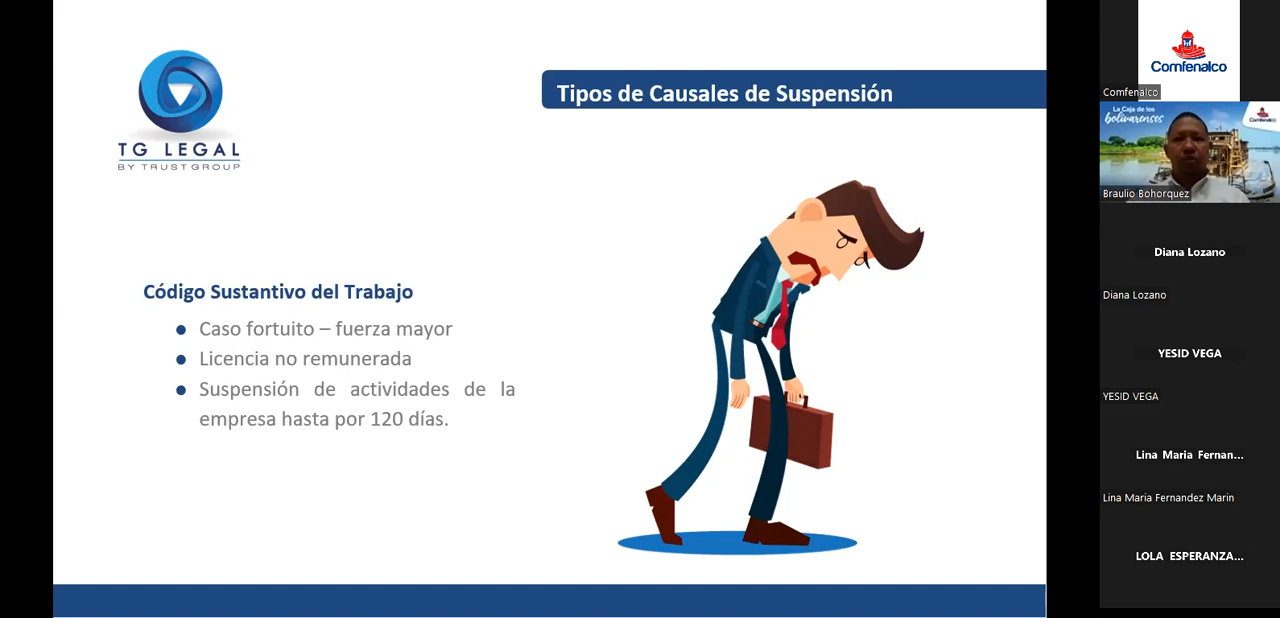 TG LEGAL
BY TRUSTGROUP
Tipos de Causales de Suspensión
Código Sustantivo del Trabajo
● Caso fortuito – fuerza mayor
● Licencia no remunerada
● Suspensión de actividades de la
empresa hasta por 120 días.
Comfenalco
Comfenalco
La Caja de los
bolivarenses
Comfenalco
Braulio Bohorquez
Diana Lozano
Diana Lozano
YESID VEGA
YESID VEGA
Lina Maria Fernan...
Lina Maria Fernandez Marin
LOLA ESPERANZA...